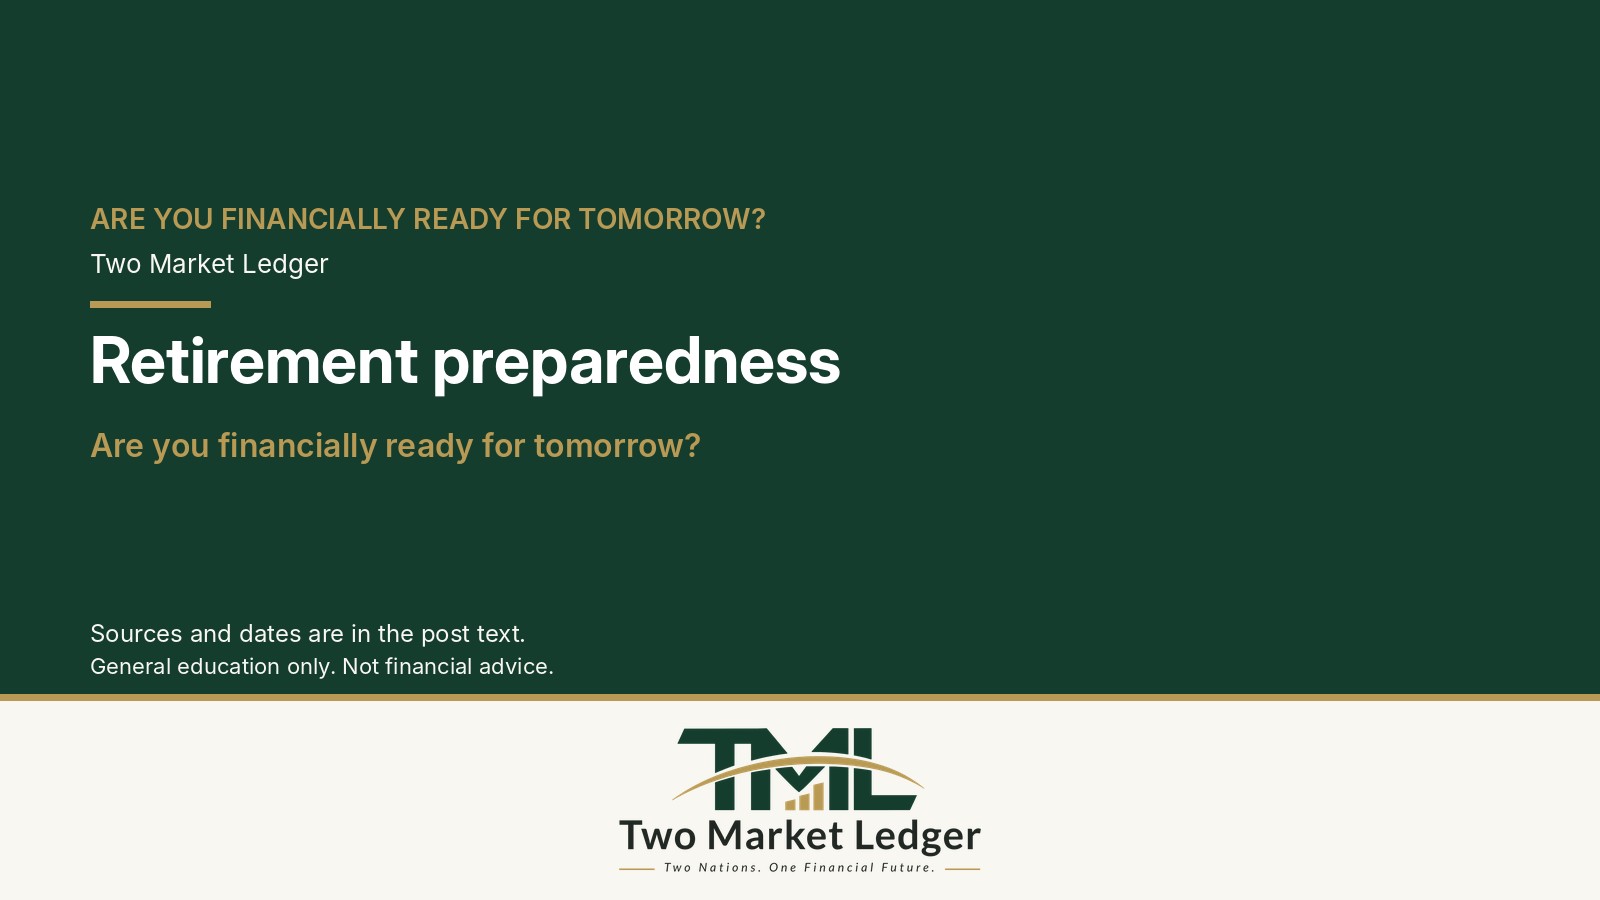 ARE YOU FINANCIALLY READY FOR TOMORROW?
Two Market Ledger
Retirement preparedness
Are you financially ready for tomorrow?
Sources and dates are in the post text.
General education only. Not financial advice.
TML
Two Market Ledger
Two Nations. One Financial Future.